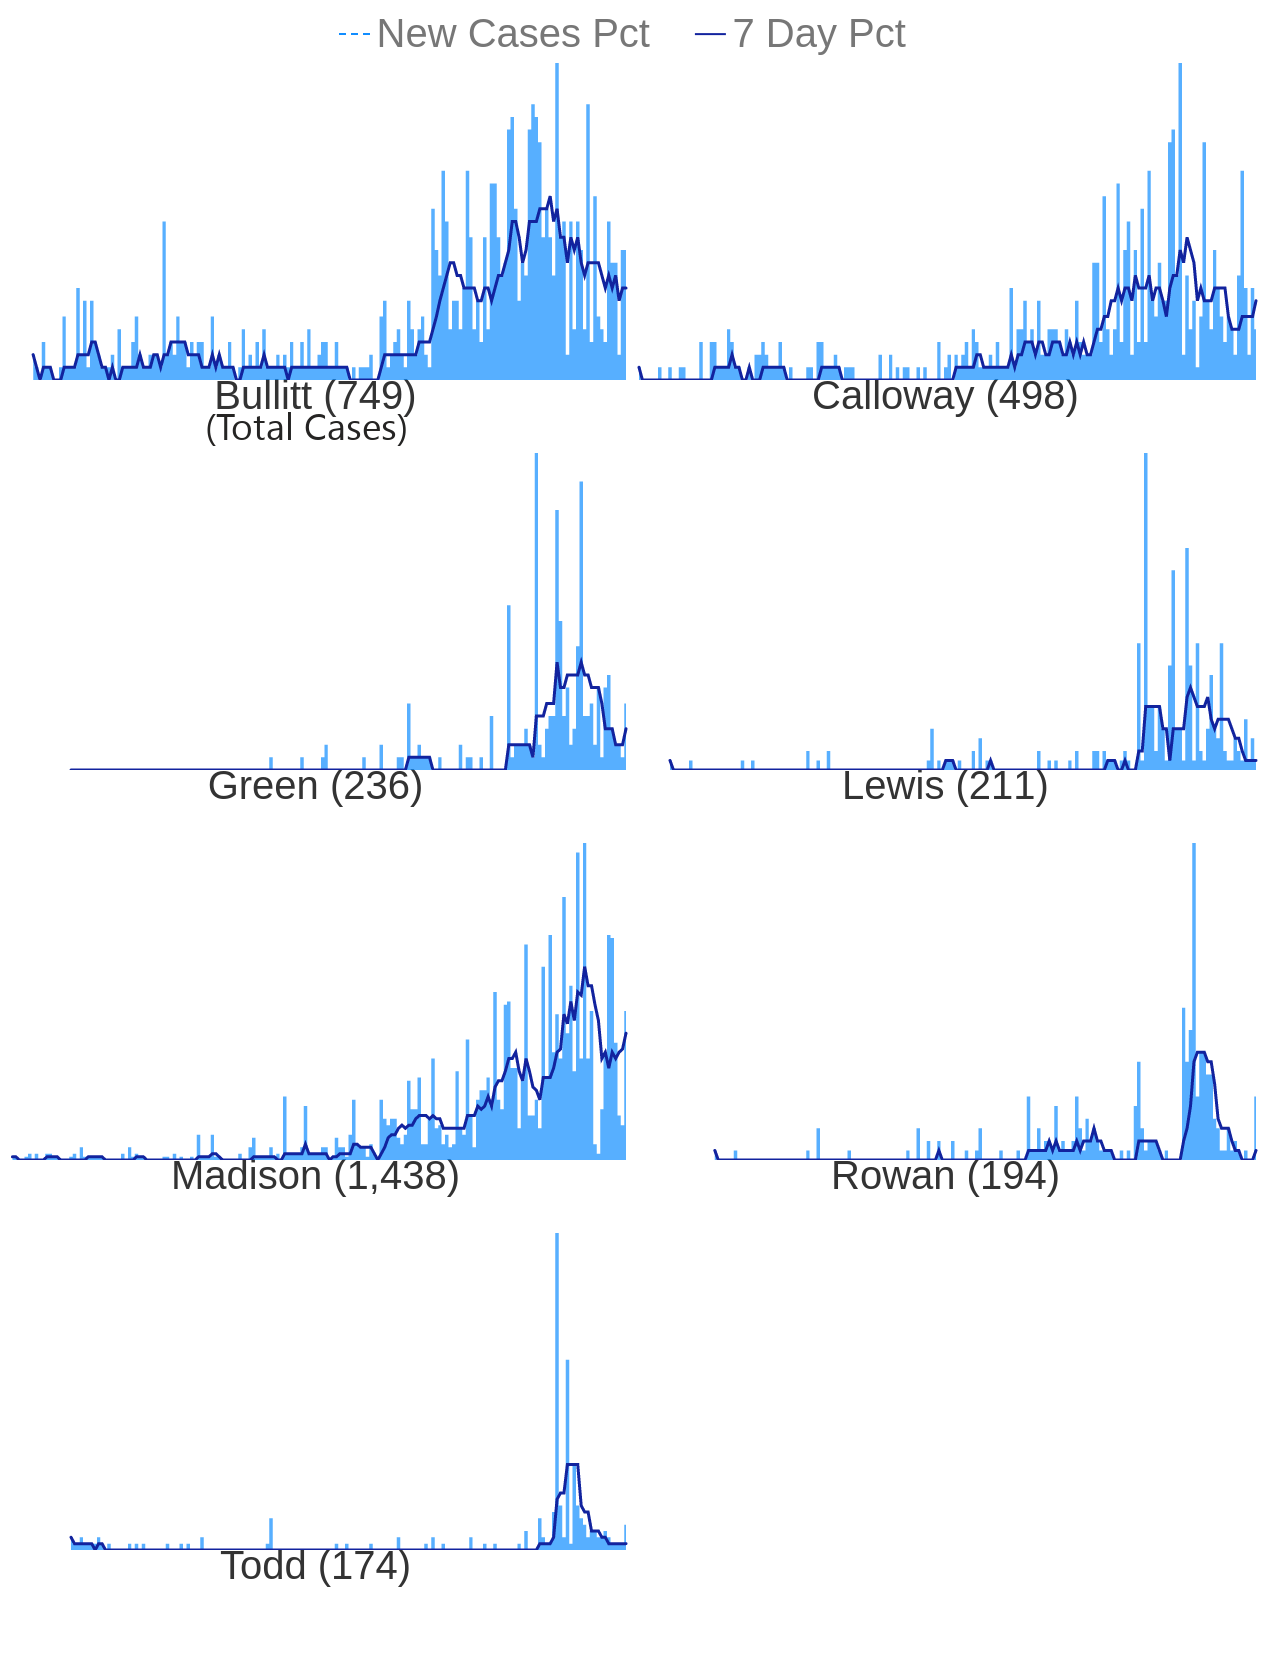 New Cases Pct 7 Day Pct
Bullitt (749) Calloway (498)
(Total Cases)
Green (236) Lewis (211)
Madison (1,438) Rowan (194)
Todd (174)